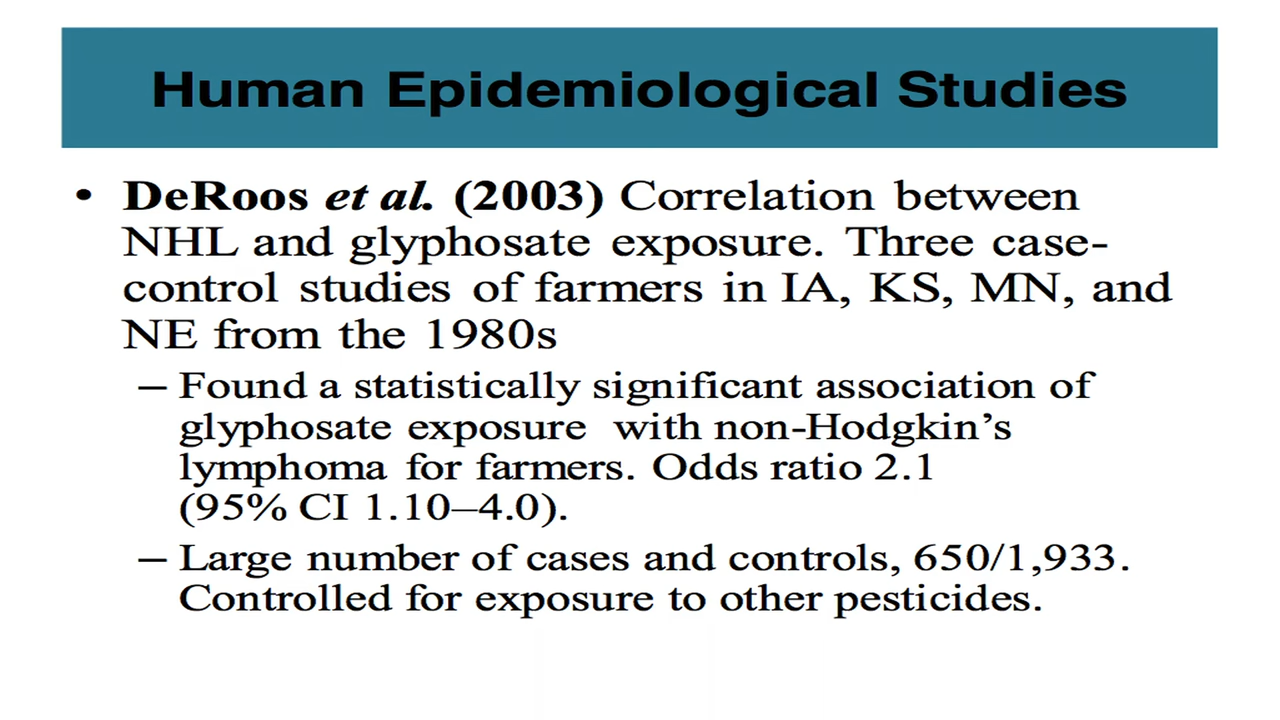 Human Epidemiological Studies
• DeRoos et al. (2003) Correlation between
NHL and glyphosate exposure. Three case-
control studies of farmers in IA, KS, MN, and
NE from the 1980s
– Found a statistically significant association of
glyphosate exposure with non-Hodgkin’s
lymphoma for farmers. Odds ratio 2.1
(95% CI 1.10–4.0).
– Large number of cases and controls, 650/1,933.
Controlled for exposure to other pesticides.